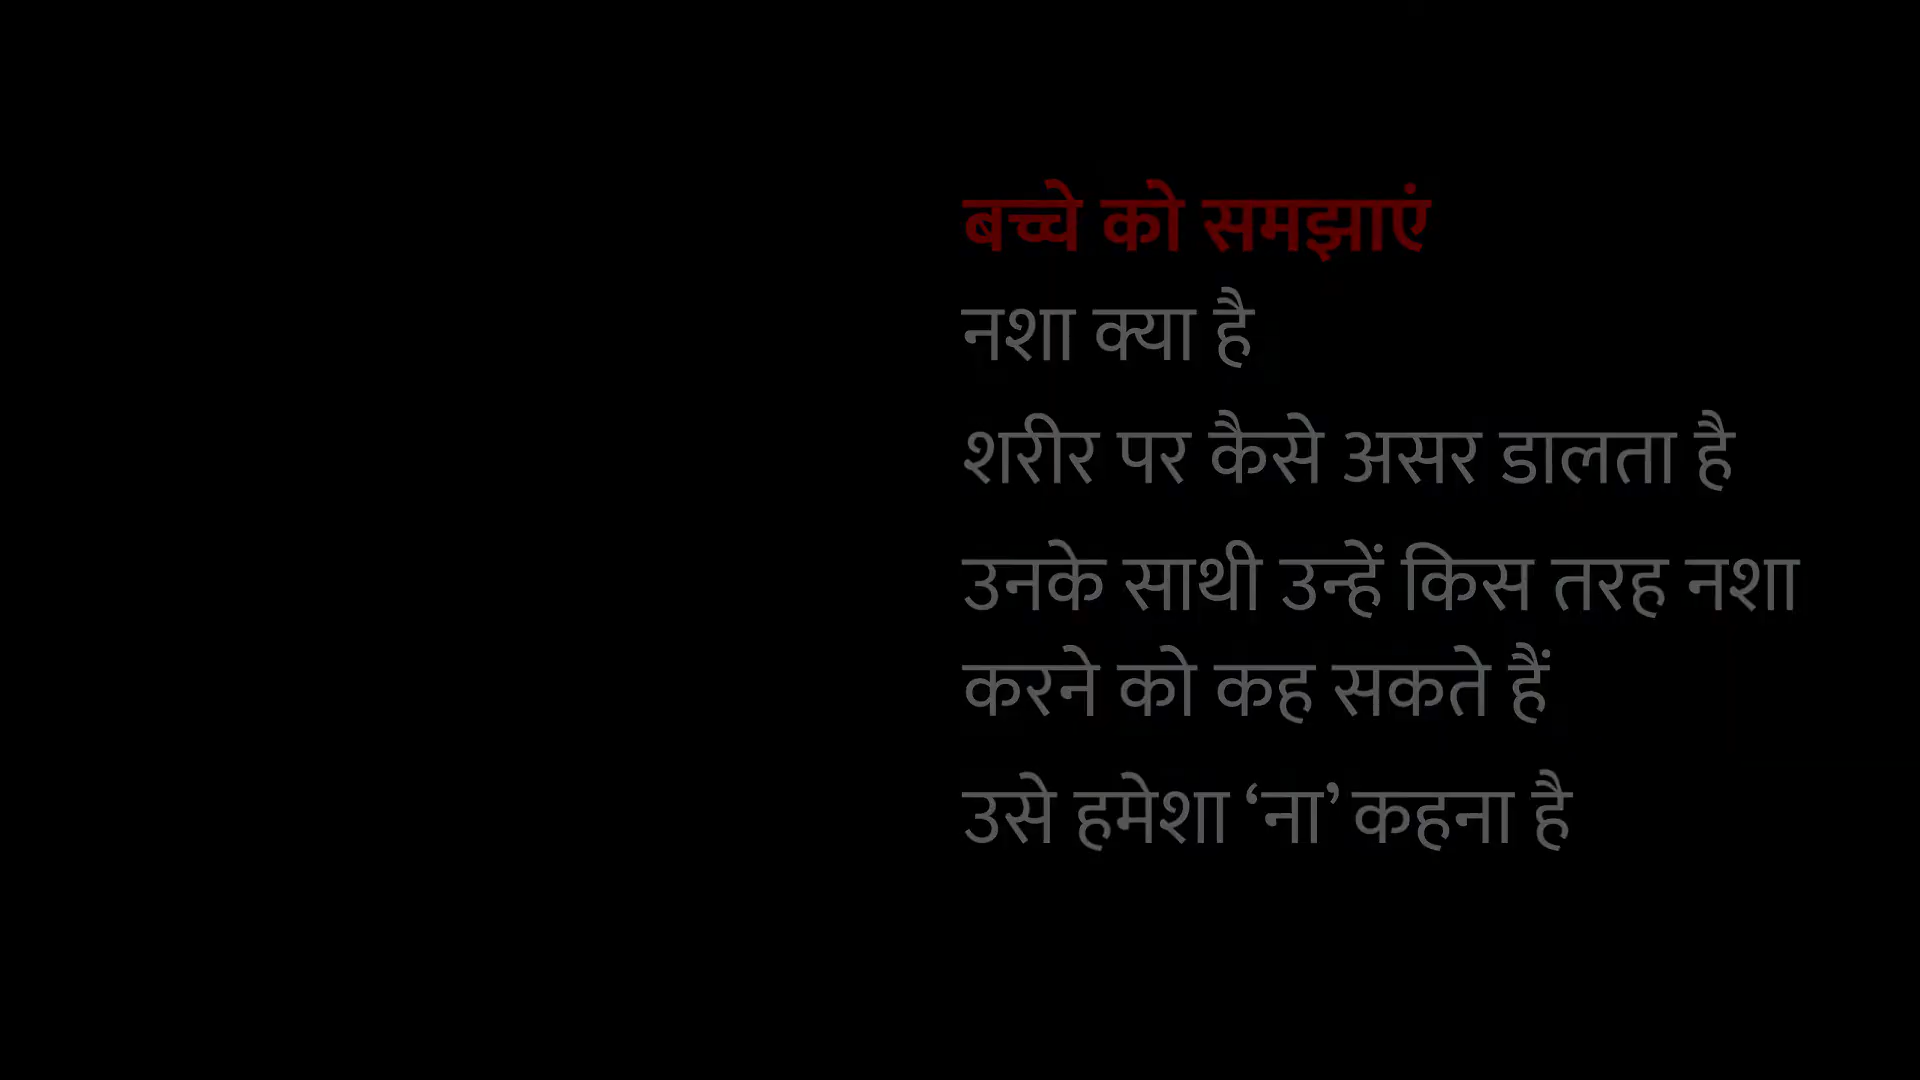 बच्चे को समझाएं
नशा क्या है
शरीर पर कैसे असर डालता है
उनके साथी उन्हें किस तरह नशा
करने को कह सकते हैं
उसे हमेशा ‘ना’ कहना है